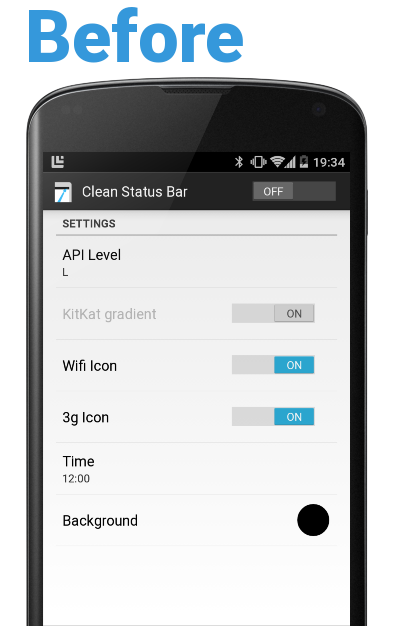 Before
19:34
7 Clean Status Bar OFF
SETTINGS
API Level
L
KitKat gradient ON
Wifi Icon ON
3g Icon ON
Time
12:00
Background